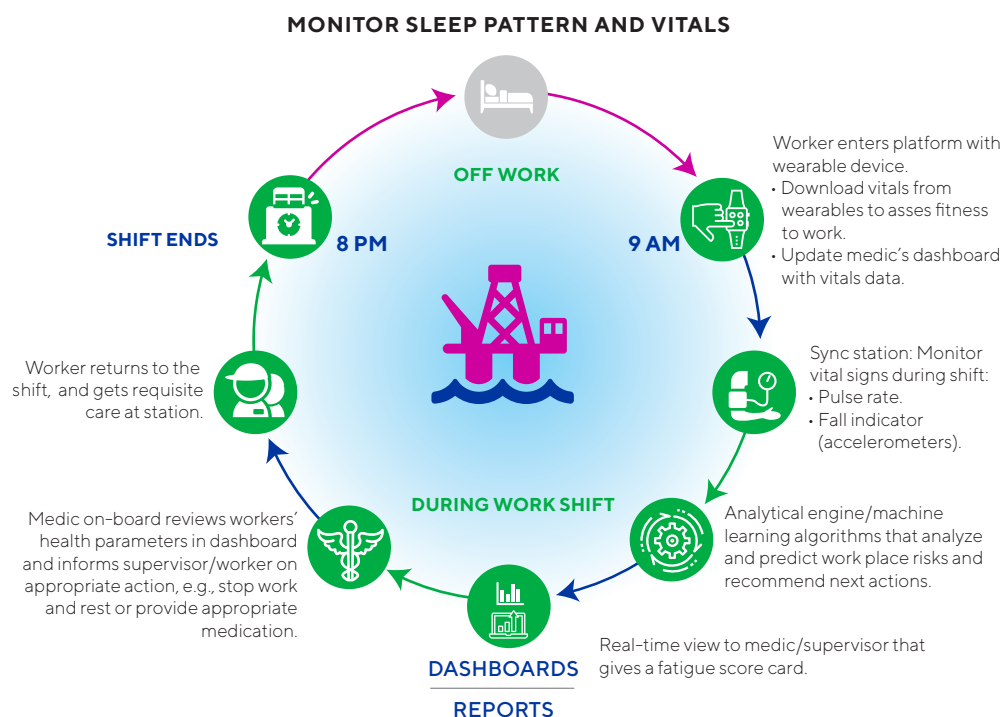 MONITOR SLEEP PATTERN AND VITALS
OFF WORK
Worker enters platform with
wearable device.
• Download vitals from
wearables to asses fitness
to work.
• Update medic's dashboard
with vitals data.
SHIFT ENDS
8 PM
9 AM
Sync station: Monitor
vital signs during shift:
• Pulse rate.
• Fall indicator
(accelerometers).
Worker returns to the
shift, and gets requisite
care at station.
DURING WORK SHIFT
Analytical engine/machine
learning algorithms that analyze
and predict work place risks and
recommend next actions.
Medic on-board reviews workers'
health parameters in dashboard
and informs supervisor/worker on
appropriate action, e.g., stop work
and rest or provide appropriate
medication.
Real-time view to medic/supervisor that
gives a fatigue score card.
DASHBOARDS
REPORTS